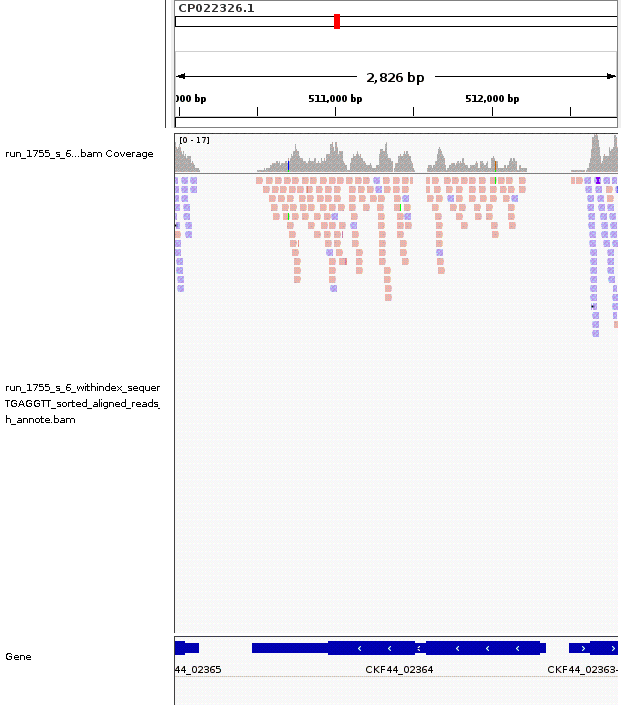 CP022326.1
2,826 bp
000 bp
511,000 bp
512,000 bp
[0 - 17]
run_1755_s_6...bam Coverage
run_1755_s_6_withindex_sequer
TGAGGTT_sorted_aligned_reads_
h_annote.bam
Gene
44_02365
CKF44_02364
CKF44_02363-